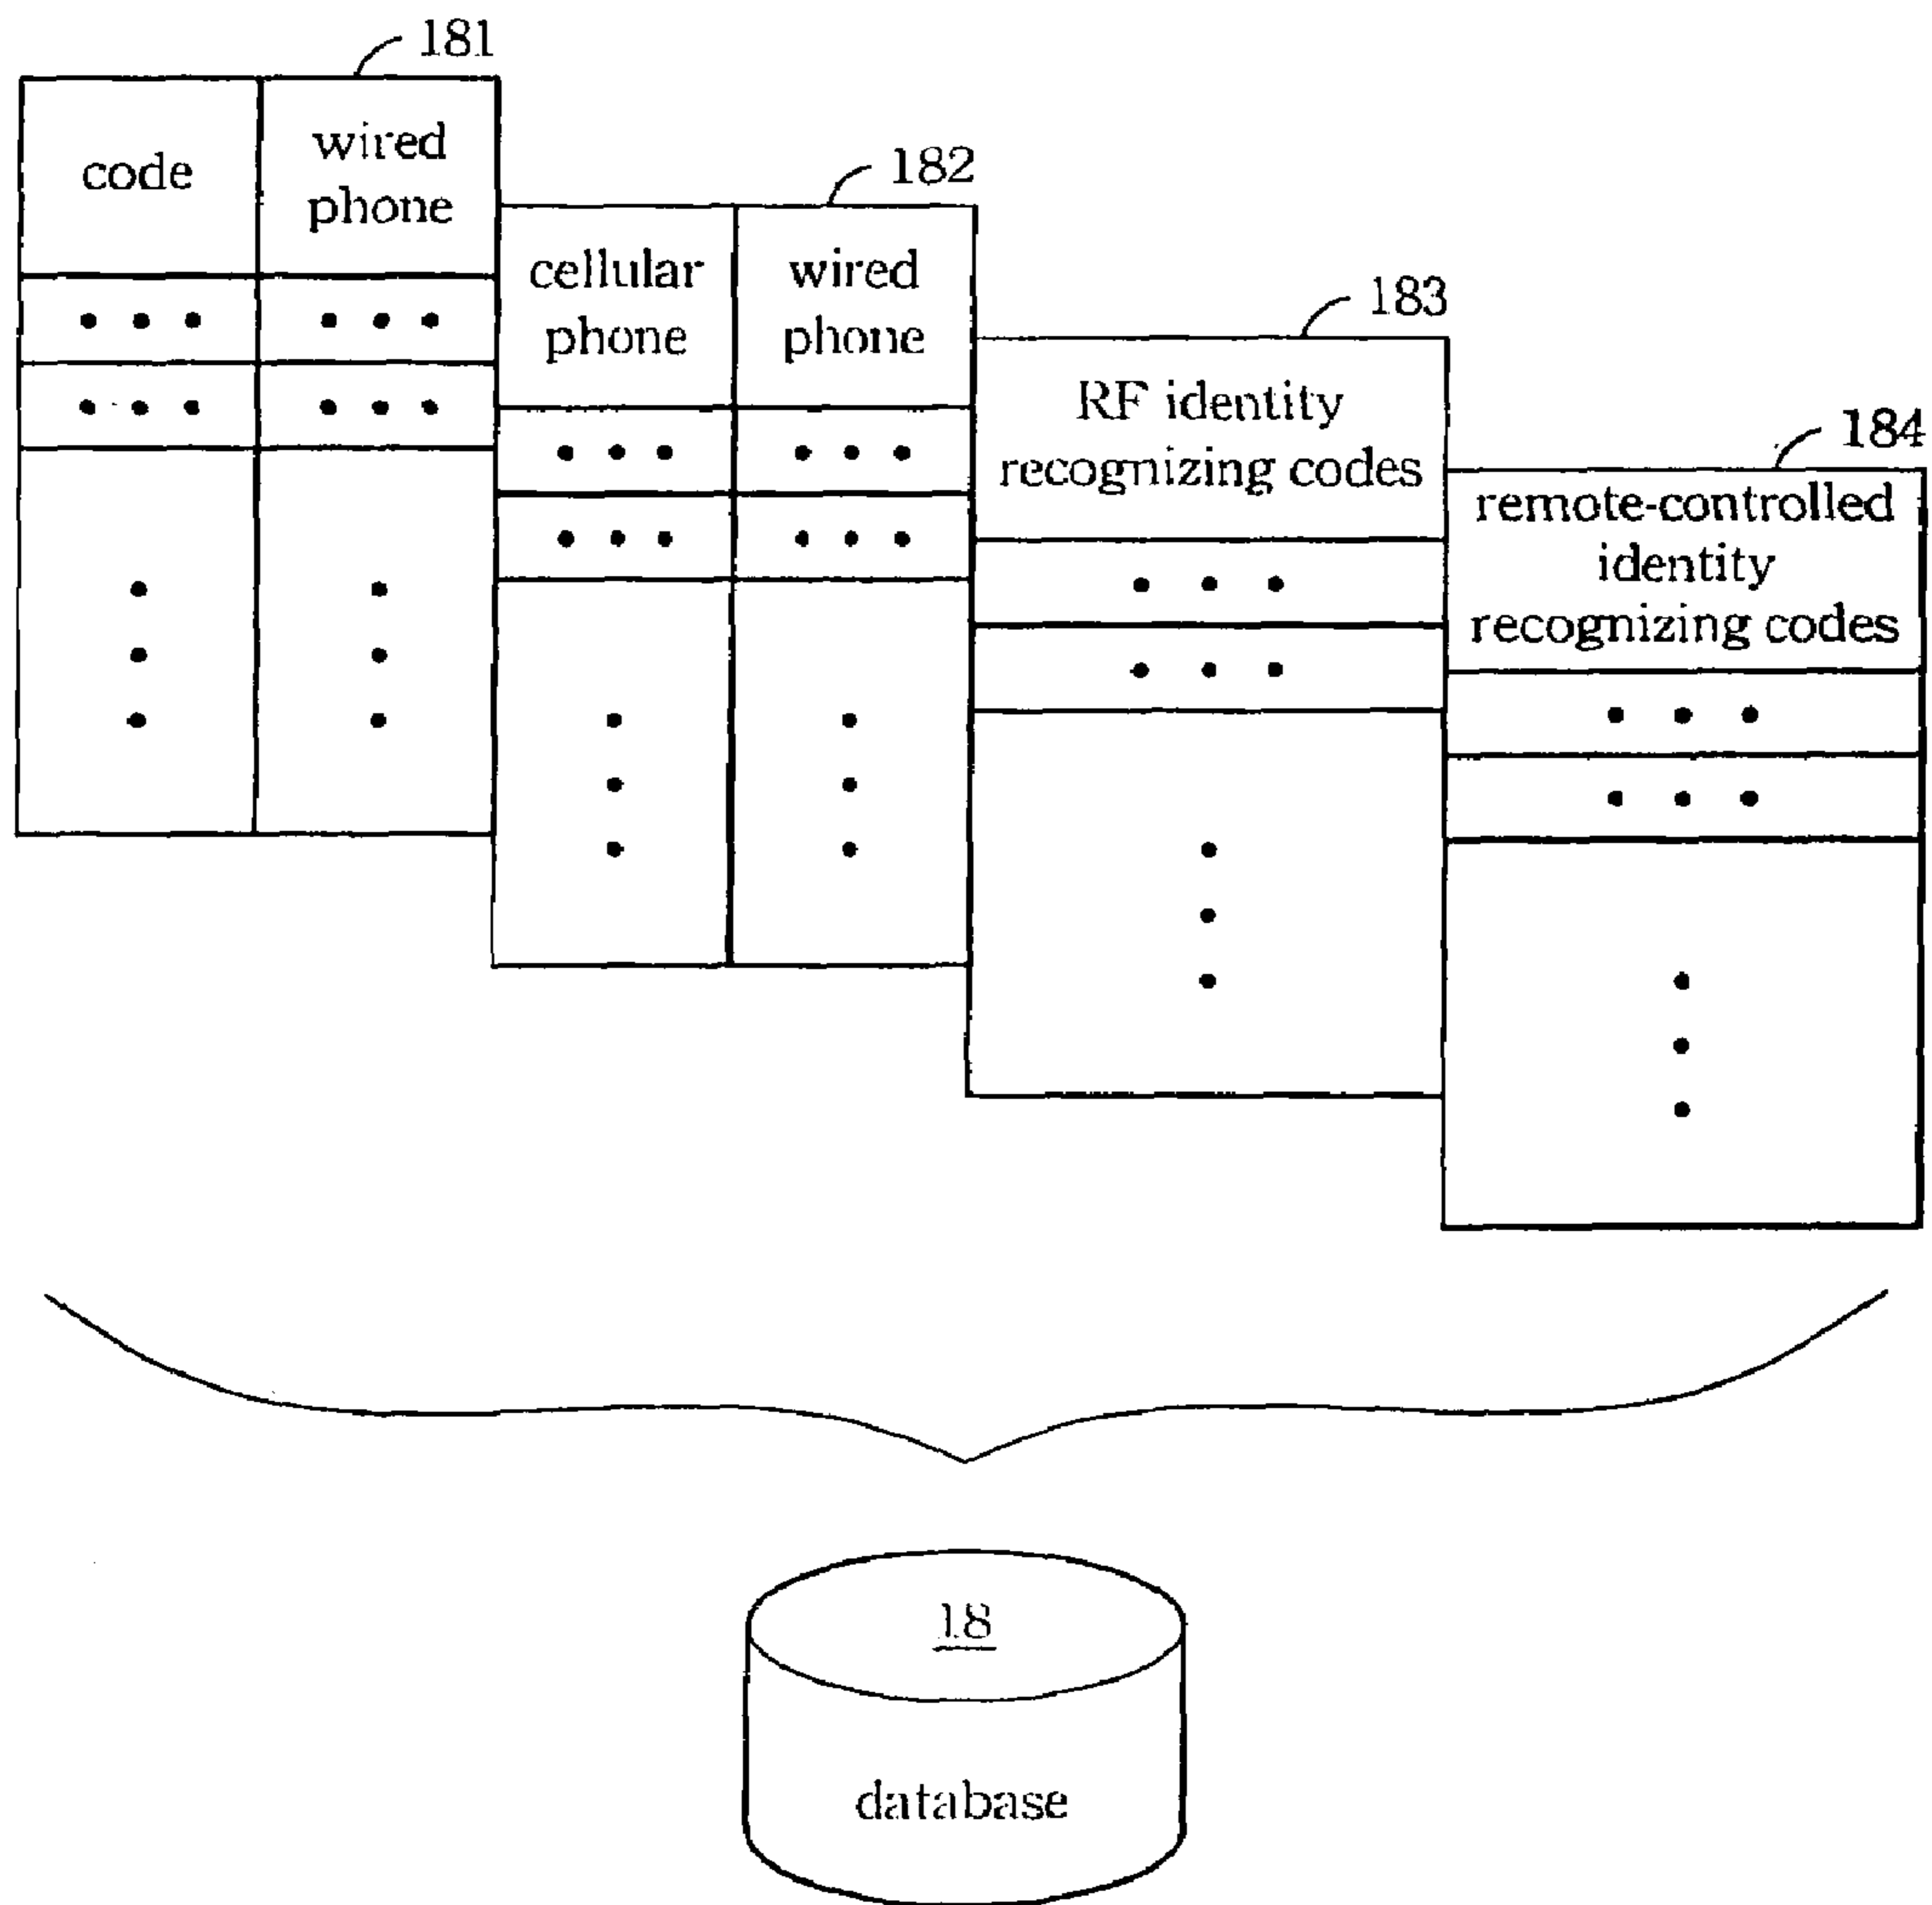 181
code
wired
phone
182
cellular
phone
wired
phone
183
RF identity
recognizing codes
184
remote-controlled
identity
recognizing codes
18
database